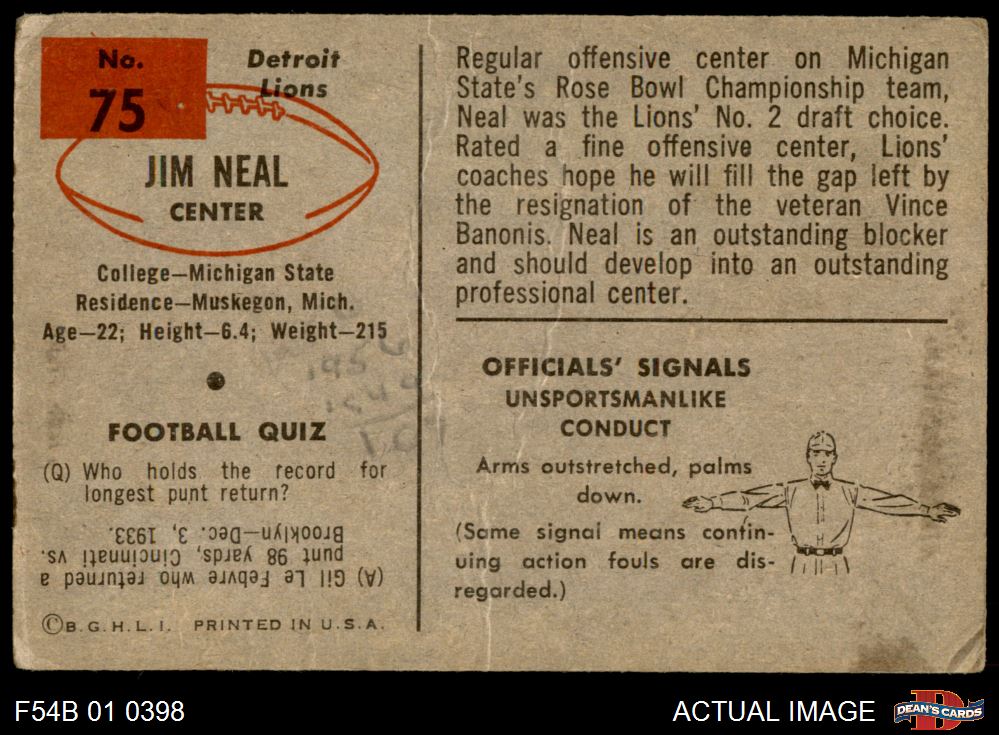 No.
75
Detroit
Lions
JIM NEAL
CENTER
College—Michigan State
Residence—Muskegon, Mich.
Age—22; Height—6.4; Weight—215
FOOTBALL QUIZ
(Q) Who holds the record for
longest punt return?
(A) Gil Le Febvre who returned a
punt 98 yards, Cincinnati vs.
Brooklyn—Dec. 3, 1933.
©B.G.H.L.I. PRINTED IN U.S.A.
Regular offensive center on Michigan
State's Rose Bowl Championship team,
Neal was the Lions' No. 2 draft choice.
Rated a fine offensive center, Lions'
coaches hope he will fill the gap left by
the resignation of the veteran Vince
Banonis. Neal is an outstanding blocker
and should develop into an outstanding
professional center.
OFFICIALS' SIGNALS
UNSPORTSMANLIKE
CONDUCT
Arms outstretched, palms
down.
(Same signal means contin-
uing action fouls are dis-
regarded.)
F54B 01 0398
ACTUAL IMAGE
DEAN'S CARDS